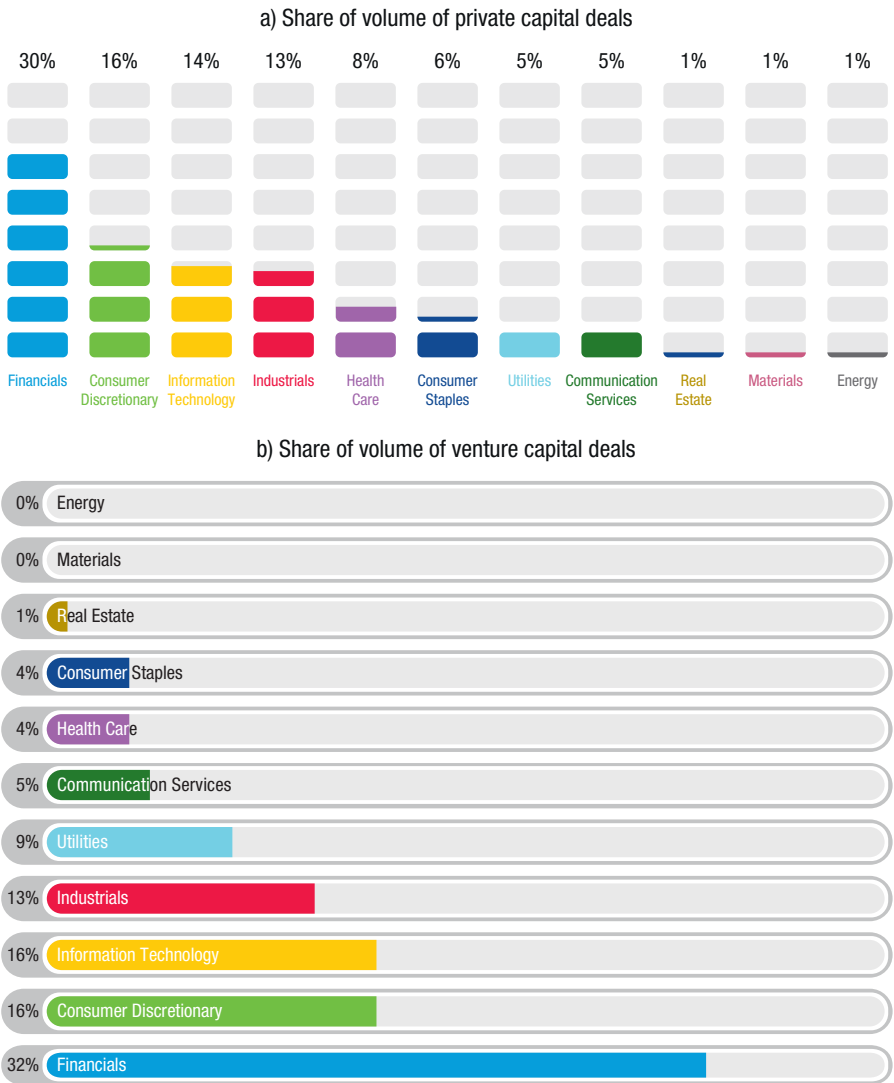 a) Share of volume of private capital deals
30% 16% 14% 13% 8% 6% 5% 5% 1% 1% 1%
Financials Consumer Information Industrials Health Consumer Utilities Communication Real Materials Energy
Discretionary Technology Care Staples Services Estate
b) Share of volume of venture capital deals
0% Energy
0% Materials
1% Real Estate
4% Consumer Staples
4% Health Care
5% Communication Services
9% Utilities
13% Industrials
16% Information Technology
16% Consumer Discretionary
32% Financials